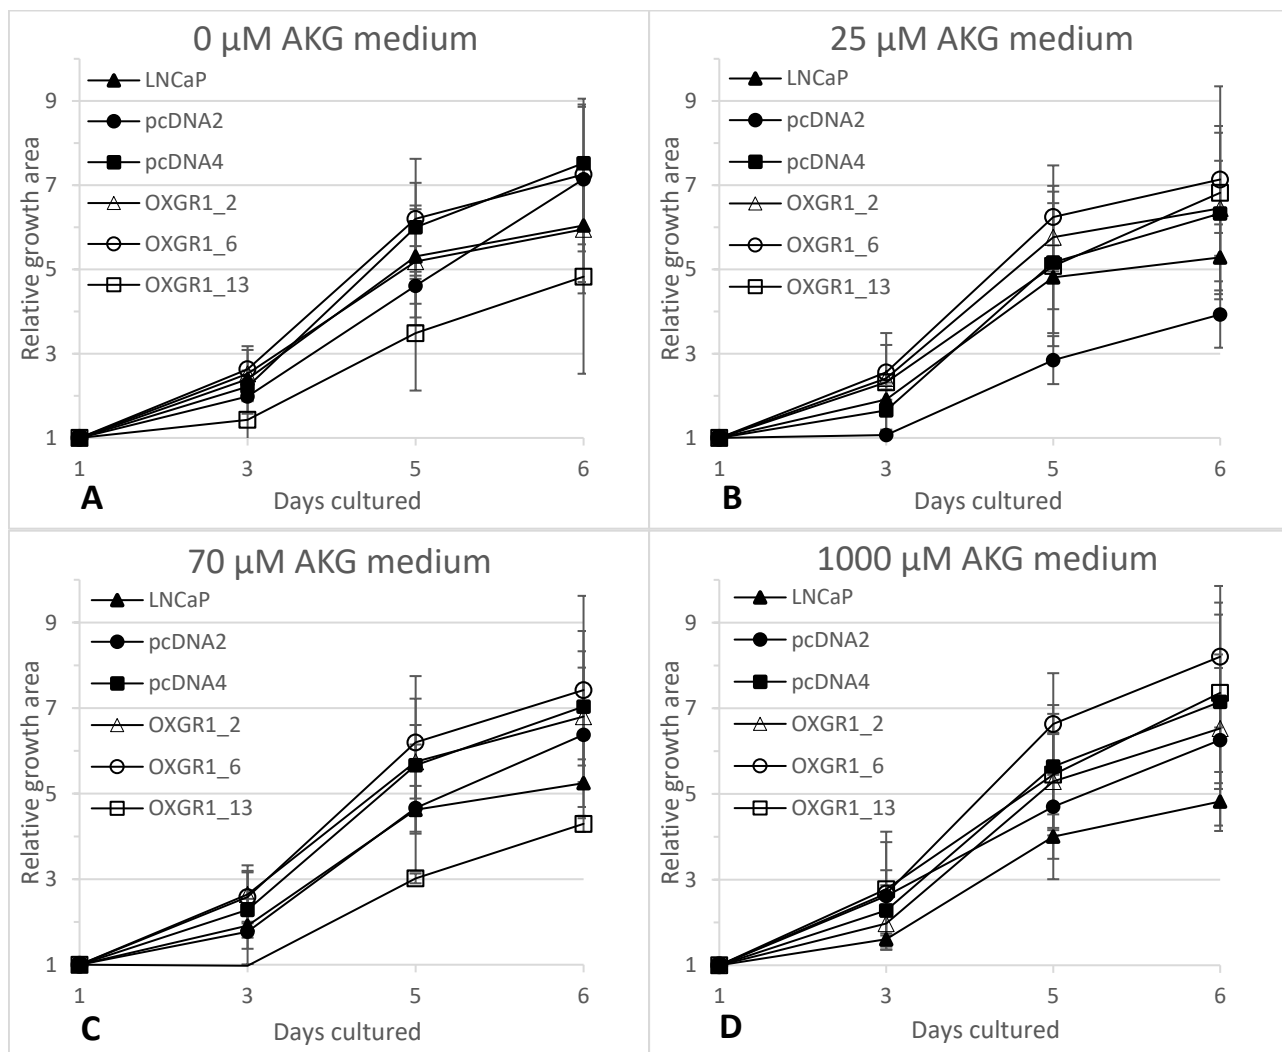 0 µM AKG medium
LNCaP
pcDNA2
pcDNA4
OXGR1_2
OXGR1_6
OXGR1_13
Relative growth area
9
7
5
3
1
1 3 5 6
Days cultured
A
25 µM AKG medium
LNCaP
pcDNA2
pcDNA4
OXGR1_2
OXGR1_6
OXGR1_13
Relative growth area
9
7
5
3
1
1 3 5 6
Days cultured
B
70 µM AKG medium
LNCaP
pcDNA2
pcDNA4
OXGR1_2
OXGR1_6
OXGR1_13
Relative growth area
9
7
5
3
1
1 3 5 6
Days cultured
C
1000 µM AKG medium
LNCaP
pcDNA2
pcDNA4
OXGR1_2
OXGR1_6
OXGR1_13
Relative growth area
9
7
5
3
1
1 3 5 6
Days cultured
D